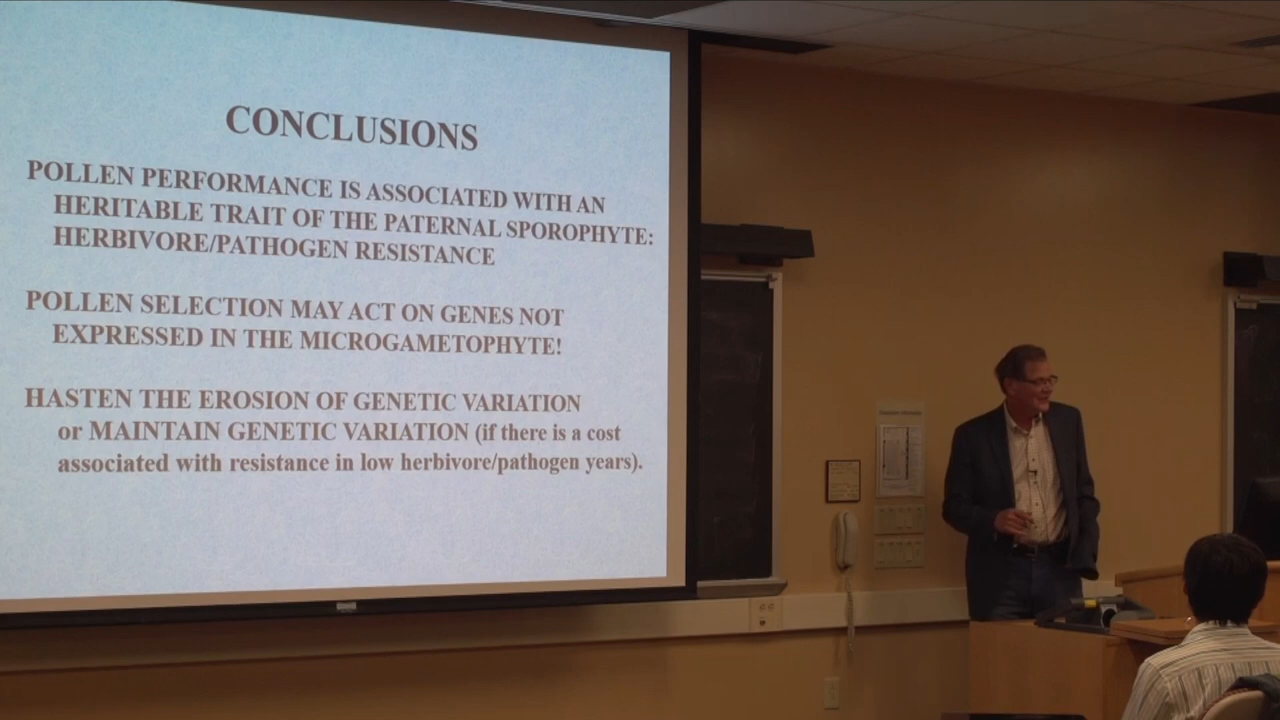 CONCLUSIONS
POLLEN PERFORMANCE IS ASSOCIATED WITH AN
HERITABLE TRAIT OF THE PATERNAL SPOROPHYTE:
HERBIVORE/PATHOGEN RESISTANCE
POLLEN SELECTION MAY ACT ON GENES NOT
EXPRESSED IN THE MICROGAMETOPHYTE!
HASTEN THE EROSION OF GENETIC VARIATION
or MAINTAIN GENETIC VARIATION (if there is a cost
associated with resistance in low herbivore/pathogen years).